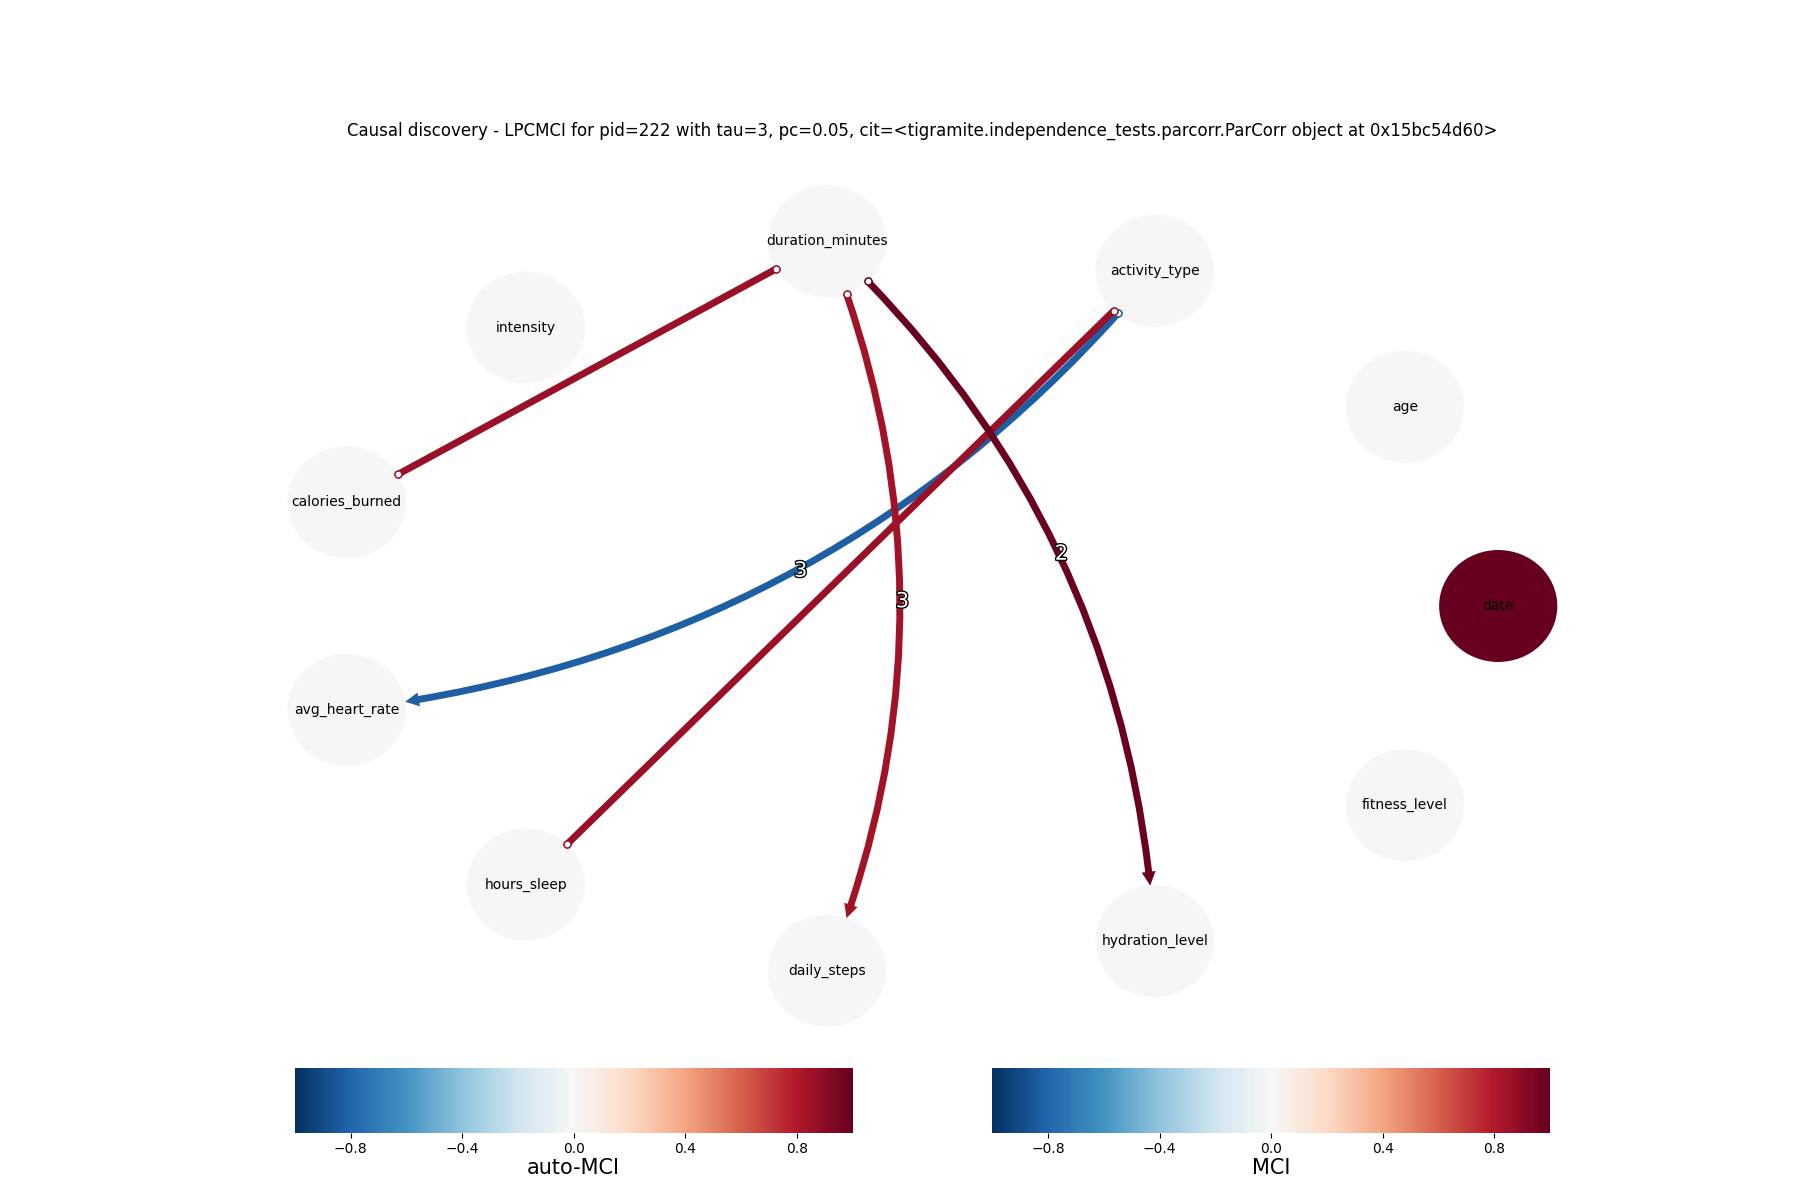 Causal discovery - LPCMCI for pid=222 with tau=3, pc=0.05, cit=<tigramite.independence_tests.parcorr.ParCorr object at 0x15bc54d60>
duration_minutes
activity_type
intensity
age
calories_burned
2
3
3
date
avg_heart_rate
fitness_level
hours_sleep
hydration_level
daily_steps
−0.8 −0.4 0.0 0.4 0.8
auto-MCI
−0.8 −0.4 0.0 0.4 0.8
MCI